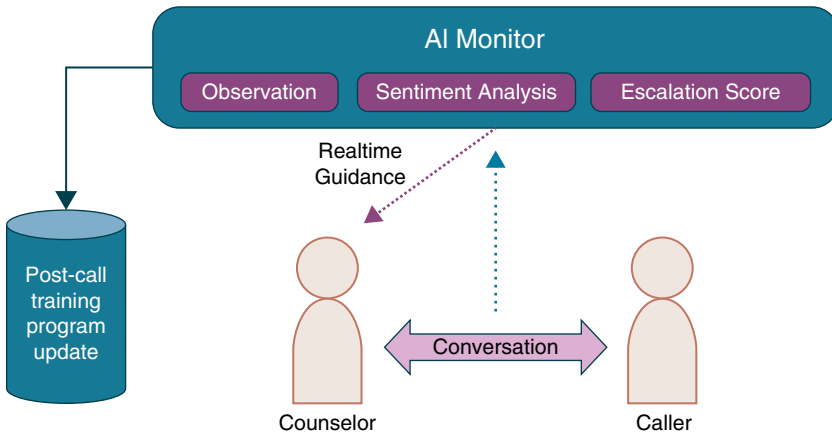 AI Monitor
Observation
Sentiment Analysis
Escalation Score
Realtime
Guidance
Post-call
training
program
update
Conversation
Counselor
Caller